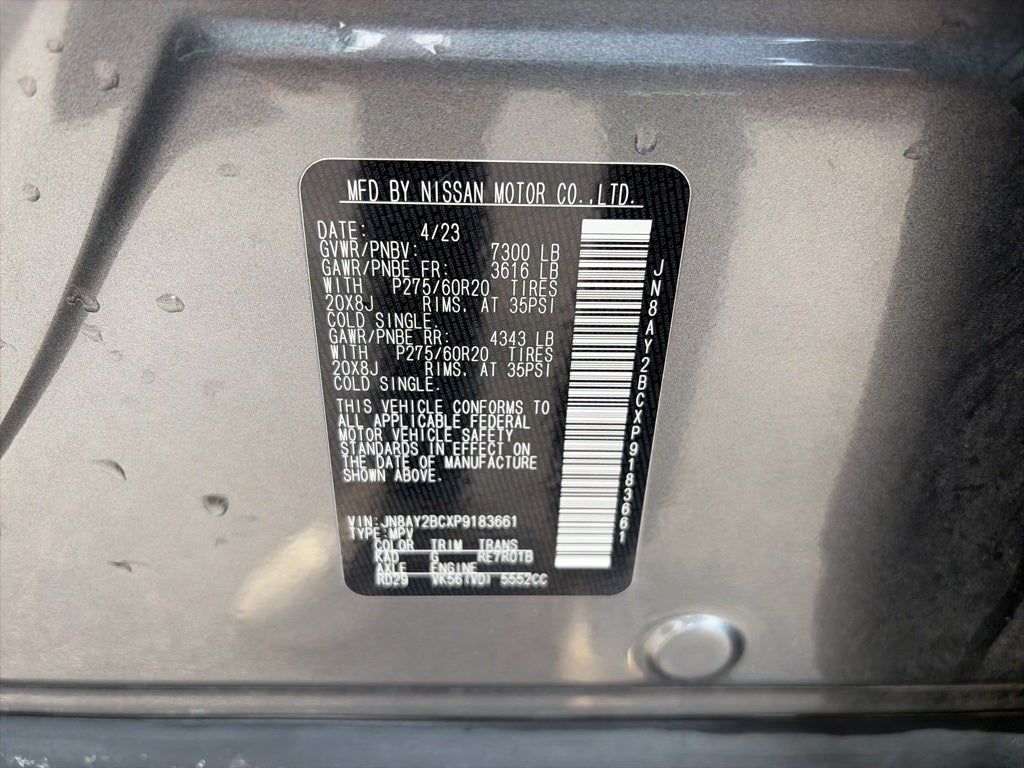 MFD BY NISSAN MOTOR CO.,LTD.
DATE: 4/23
GVWR/PNBV: 7300 LB
GAWR/PNBE FR: 3616 LB
WITH P275/60R20 TIRES
20X8J RIMS, AT 35PSI
COLD SINGLE.
GAWR/PNBE RR: 4343 LB
WITH P275/60R20 TIRES
20X8J RIMS, AT 35PSI
COLD SINGLE.
THIS VEHICLE CONFORMS TO
ALL APPLICABLE FEDERAL
MOTOR VEHICLE SAFETY
STANDARDS IN EFFECT ON
THE DATE OF MANUFACTURE
SHOWN ABOVE.
VIN:JN8AY2BCXP9183661
TYPE:MPV
COLOR TRIM TRANS
KAD G RE7R01B
AXLE ENGINE
RD29 VK56(VD) 5552CC
JN8AY2BCXP9183661